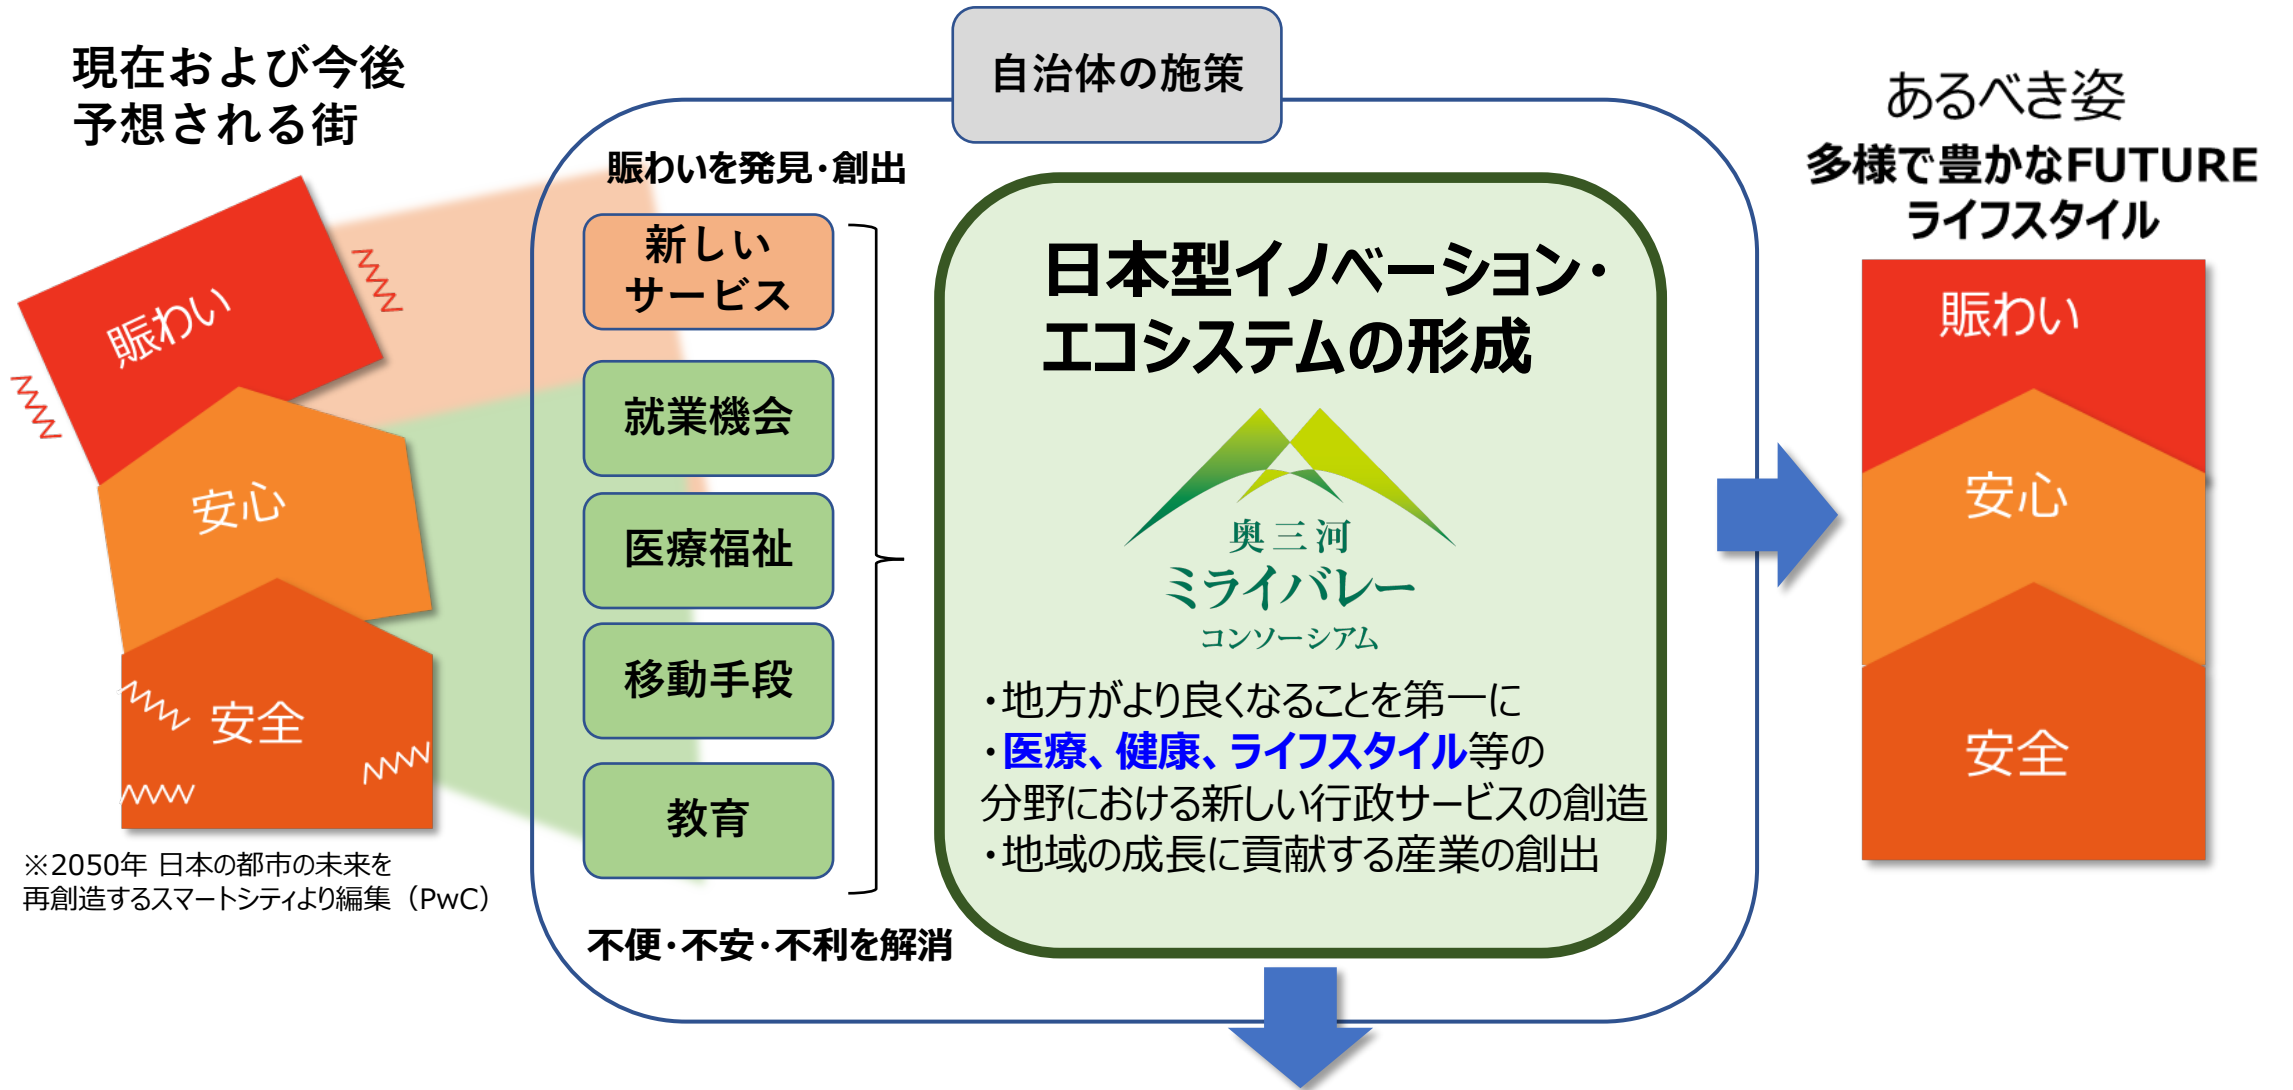 現在および今後
予想される街
賑わい
安心
安全
※2050年 日本の都市の未来を
再創造するスマートシティより編集（PwC）
自治体の施策
賑わいを発見・創出
新しい
サービス
就業機会
医療福祉
移動手段
教育
不便・不安・不利を解消
日本型イノベーション・
エコシステムの形成
奥三河
ミライバレー
コンソーシアム
・地方がより良くなることを第一に
・医療、健康、ライフスタイル等の
分野における新しい行政サービスの創造
・地域の成長に貢献する産業の創出
あるべき姿
多様で豊かなFUTURE
ライフスタイル
賑わい
安心
安全